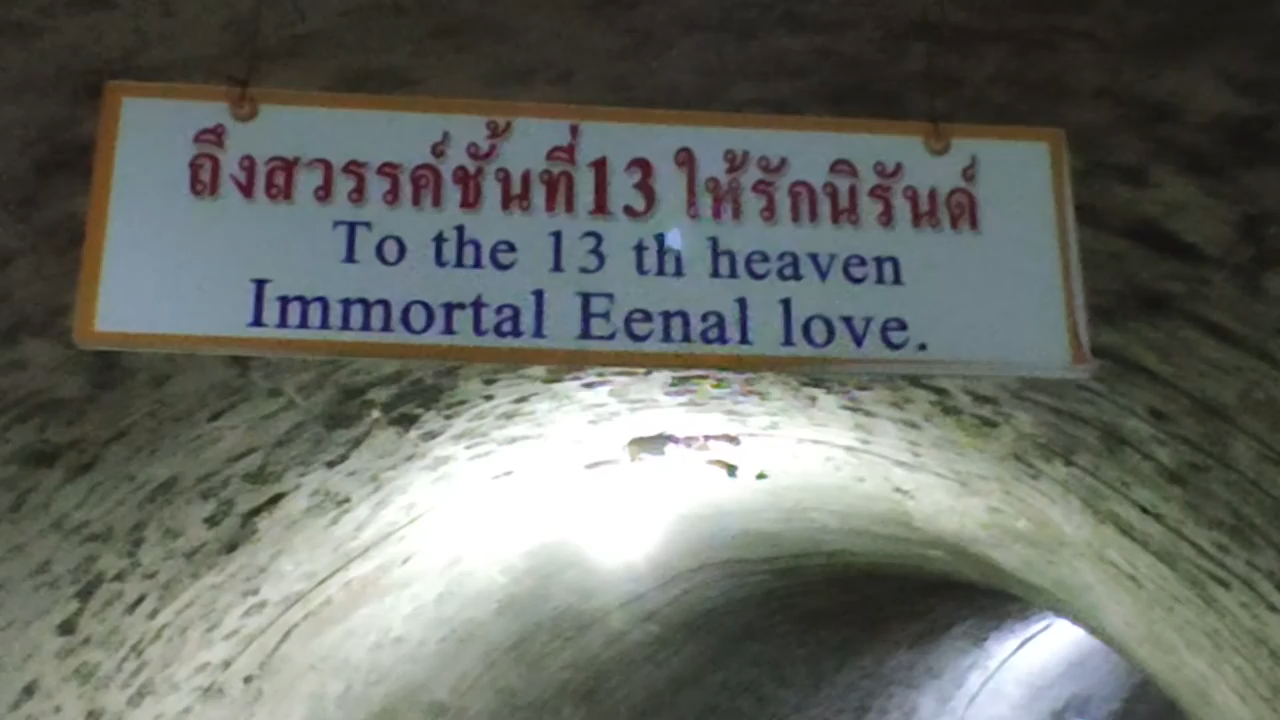 ถึงสวรรค์ชั้นที่13 ให้รักนิรันด์
To the 13 th heaven
Immortal Eenal love.